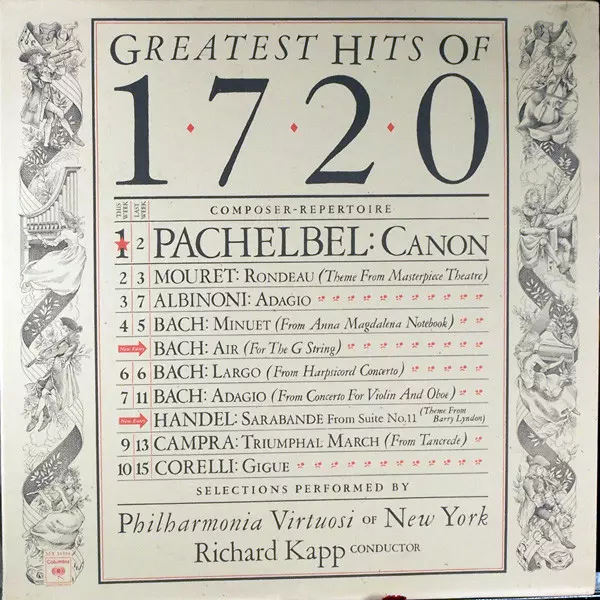 GREATEST HITS OF
1·7·2·0
THIS WEEK LAST WEEK COMPOSER-REPERTOIRE
1 2 PACHELBEL: CANON
2 3 MOURET: RONDEAU (Theme From Masterpiece Theatre)
3 7 ALBINONI: ADAGIO
4 5 BACH: MINUET (From Anna Magdalena Notebook)
New Entry BACH: AIR (For The G String)
6 6 BACH: LARGO (From Harpsicord Concerto)
7 11 BACH: ADAGIO (From Concerto For Violin And Oboe)
New Entry HANDEL: SARABANDE From Suite No.11 (Theme From Barry Lyndon)
9 13 CAMPRA: TRIUMPHAL MARCH (From Tancrede)
10 15 CORELLI: GIGUE
SELECTIONS PERFORMED BY
Philharmonia Virtuosi OF New York
Richard Kapp CONDUCTOR
Columbia